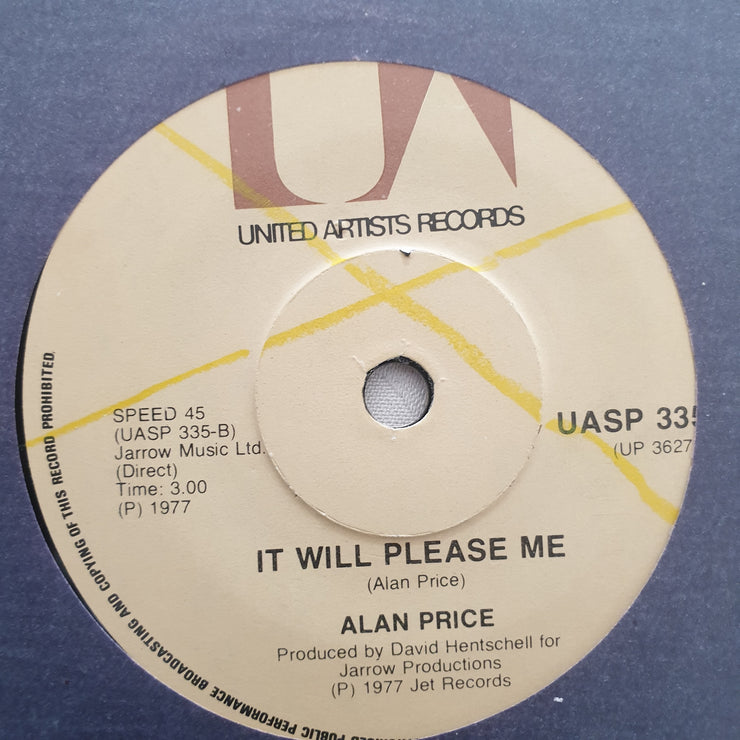 UA
UNITED ARTISTS RECORDS
SPEED 45
(UASP 335-B)
Jarrow Music Ltd.
(Direct)
Time: 3.00
(P) 1977
UASP 335
(UP 3627
IT WILL PLEASE ME
(Alan Price)
ALAN PRICE
Produced by David Hentschell for
Jarrow Productions
(P) 1977 Jet Records
PUBLIC PERFORMANCE BROADCASTING AND COPYING OF THIS RECORD PROHIBITED.